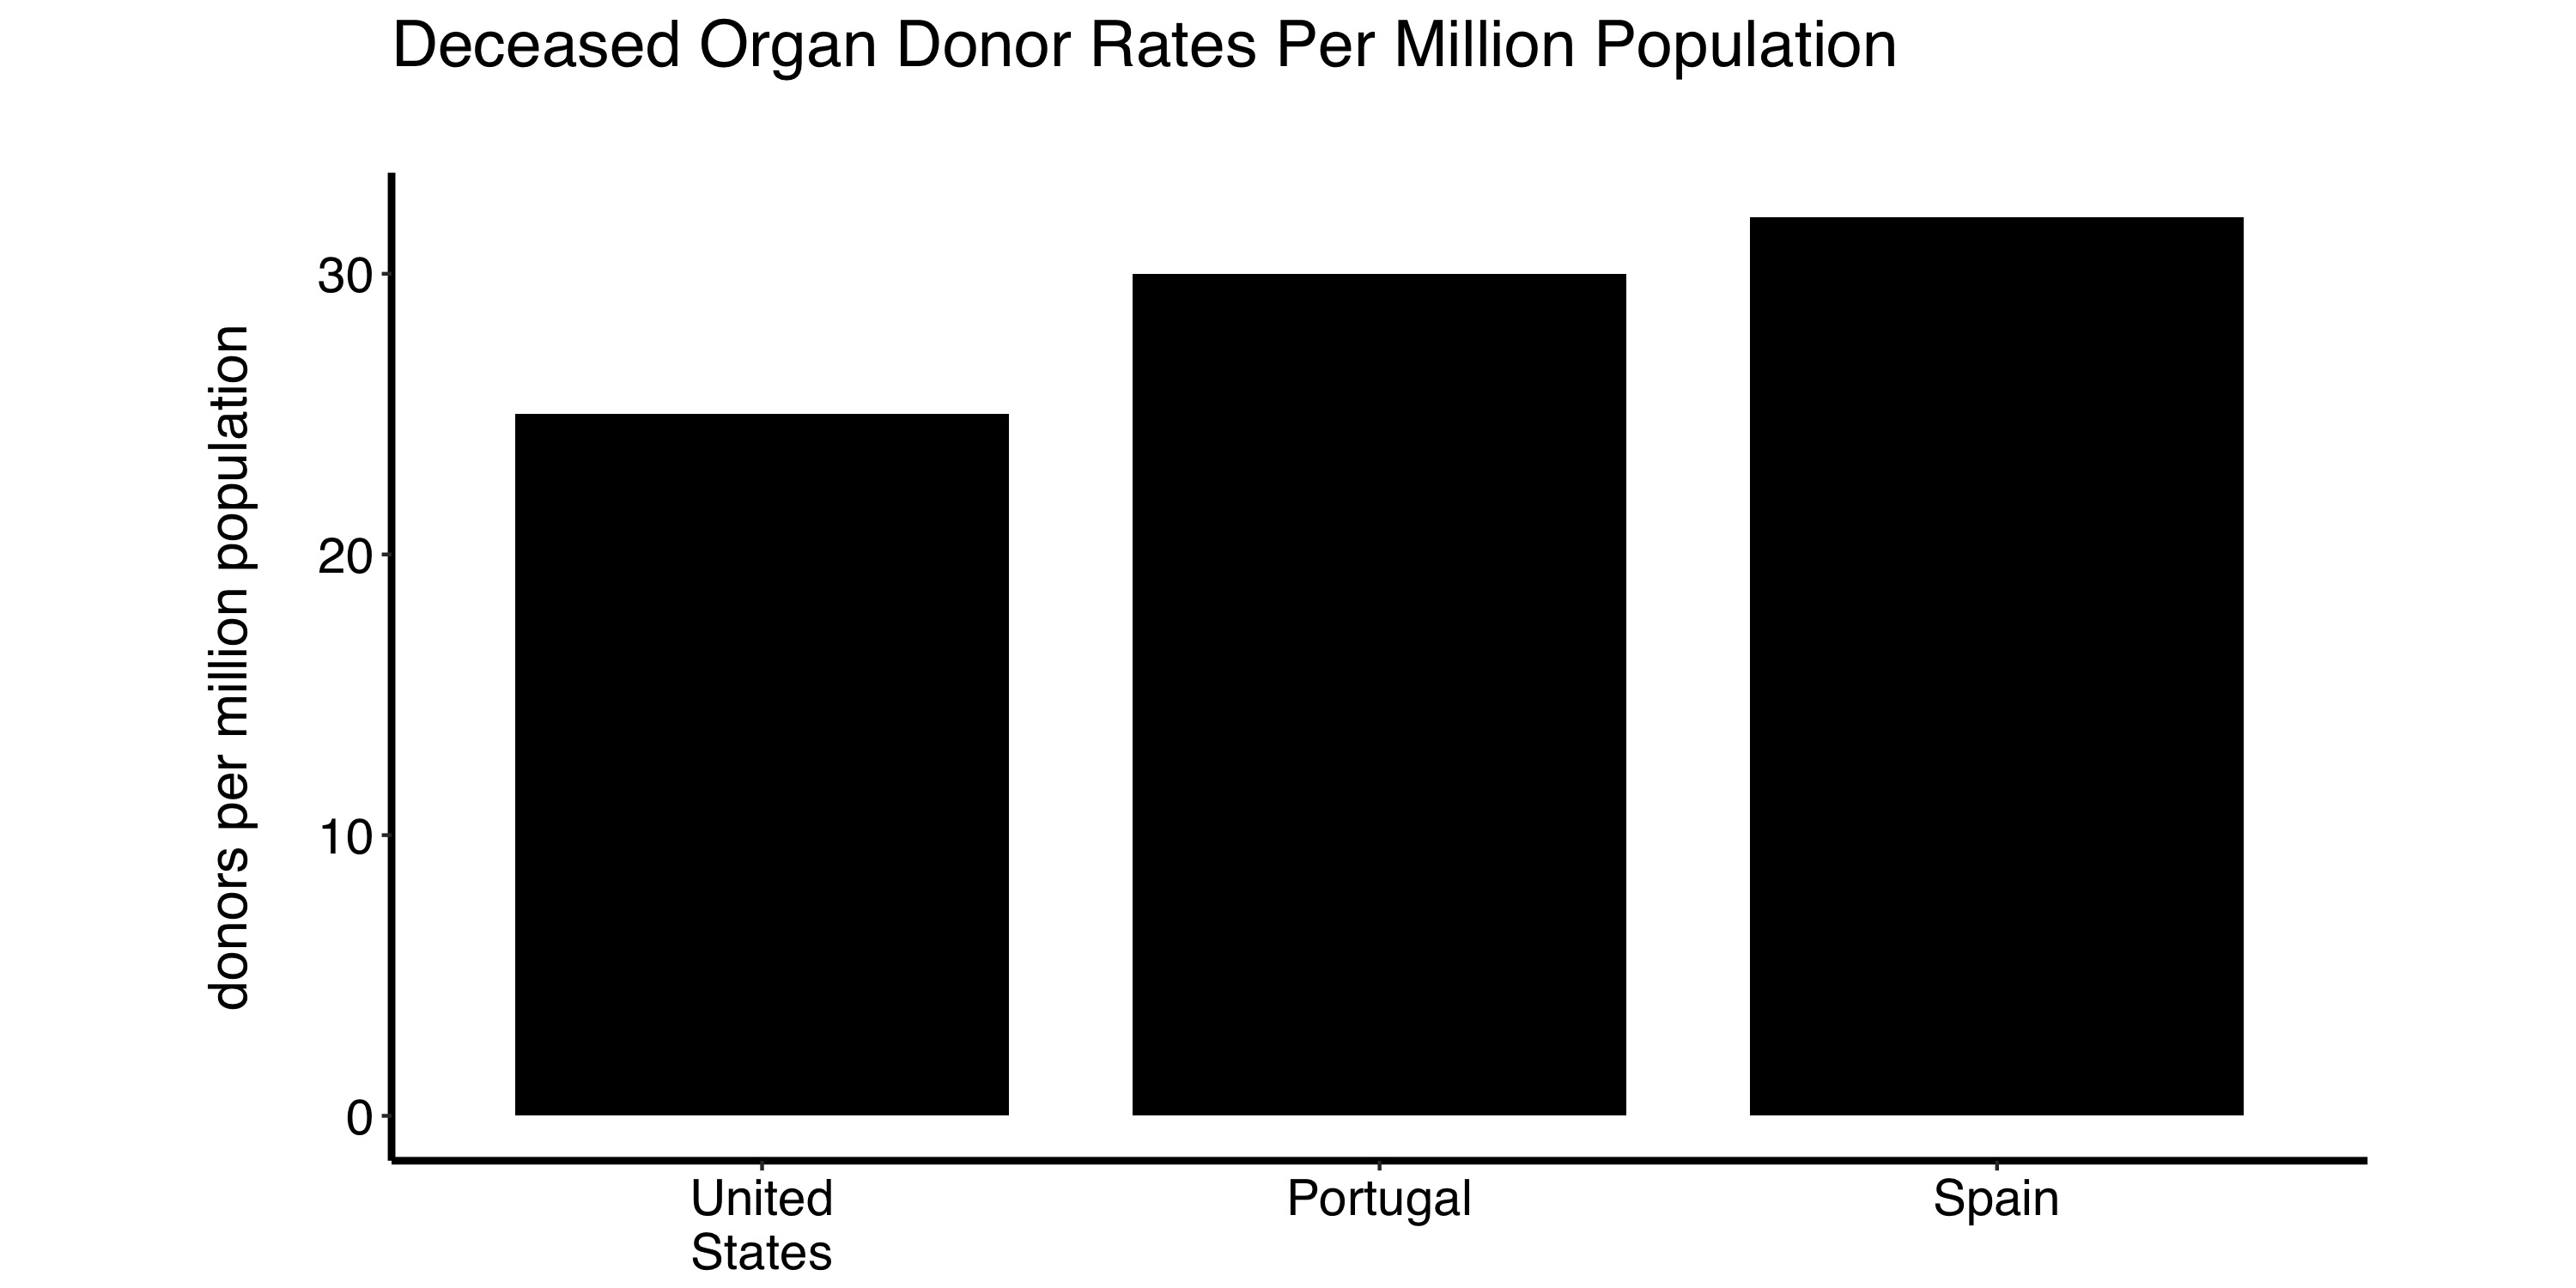 Deceased Organ Donor Rates Per Million Population
donors per million population
30
20
10
0
United
States
Portugal
Spain